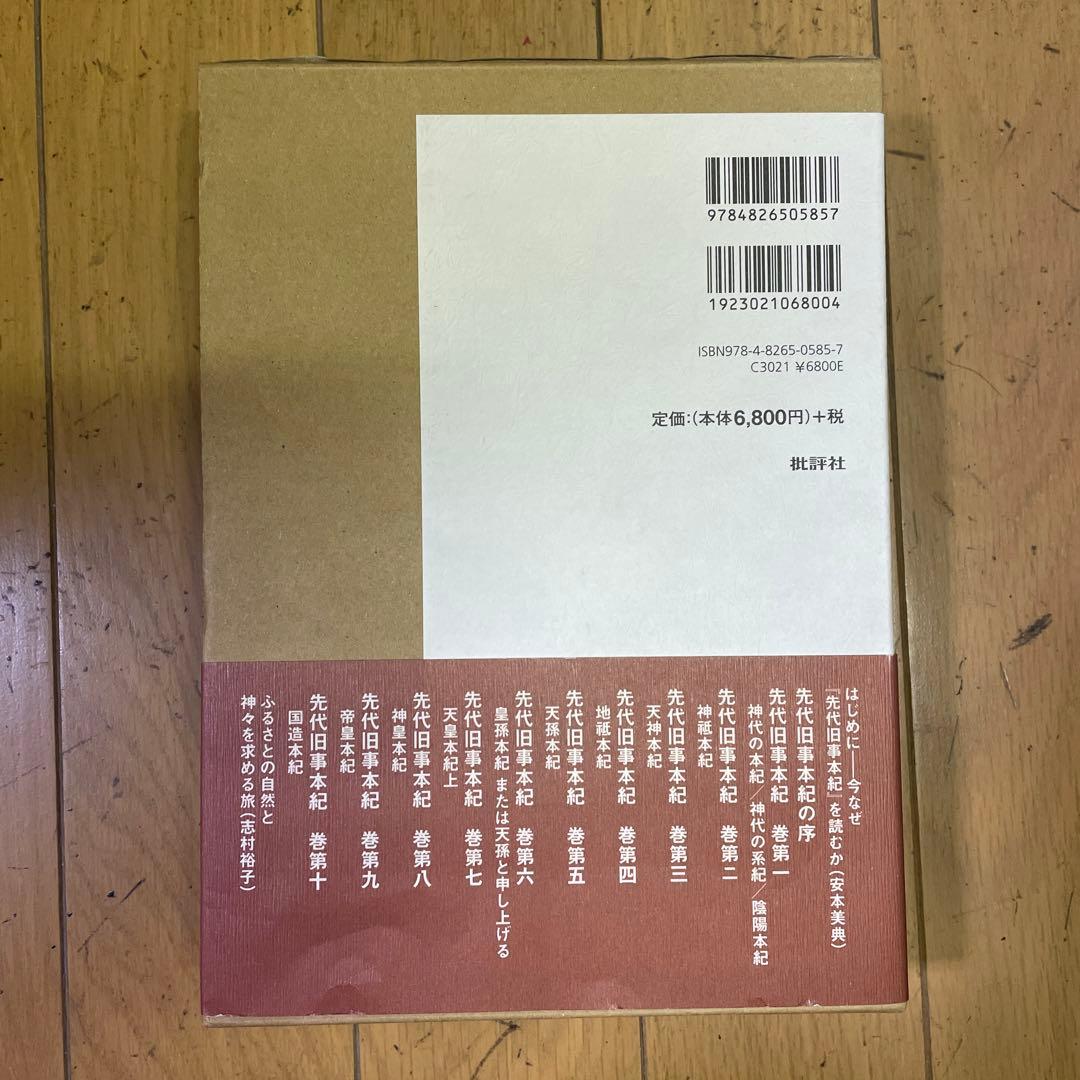 9784826505857
1923021068004
ISBN978-4-8265-0585-7
C3021 ¥6800E
定価:(本体6,800円)+税
批評社
はじめに――今なぜ
『先代旧事本紀』を読むか(安本美典)
先代旧事本紀の序
先代旧事本紀 巻第一
神代の本紀/神代の系紀/陰陽本紀
先代旧事本紀 巻第二
神祇本紀
先代旧事本紀 巻第三
天神本紀
先代旧事本紀 巻第四
地祇本紀
先代旧事本紀 巻第五
天孫本紀
先代旧事本紀 巻第六
皇孫本紀 または天孫と申し上げる
先代旧事本紀 巻第七
天皇本紀上
先代旧事本紀 巻第八
神皇本紀
先代旧事本紀 巻第九
帝皇本紀
先代旧事本紀 巻第十
国造本紀
ふるさとの自然と
神々を求める旅(志村裕子)